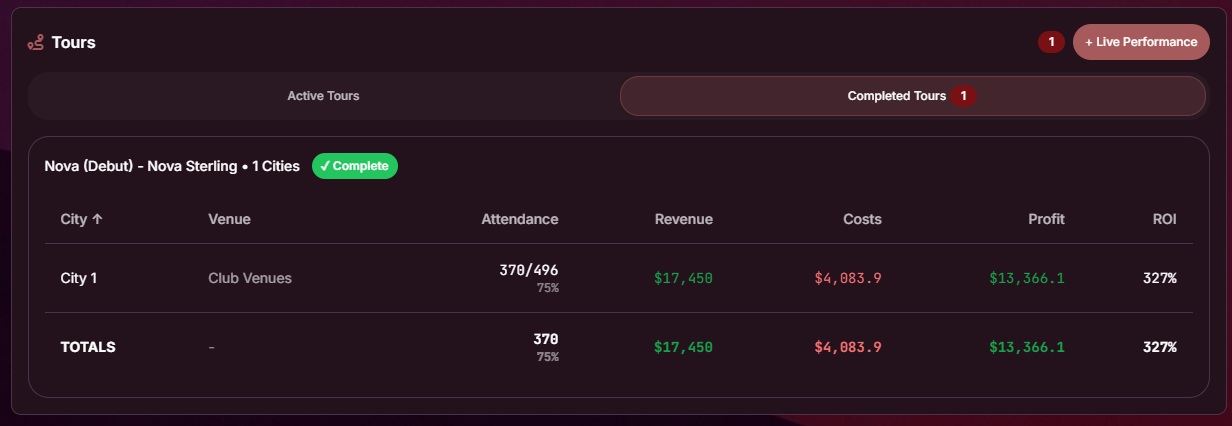 Tours
1
+ Live Performance
Active Tours
Completed Tours 1
Nova (Debut) - Nova Sterling • 1 Cities ✓ Complete
City ↑ Venue Attendance Revenue Costs Profit ROI
City 1 Club Venues 370/496 $17,450 $4,083.9 $13,366.1 327%
75%
TOTALS - 370 $17,450 $4,083.9 $13,366.1 327%
75%